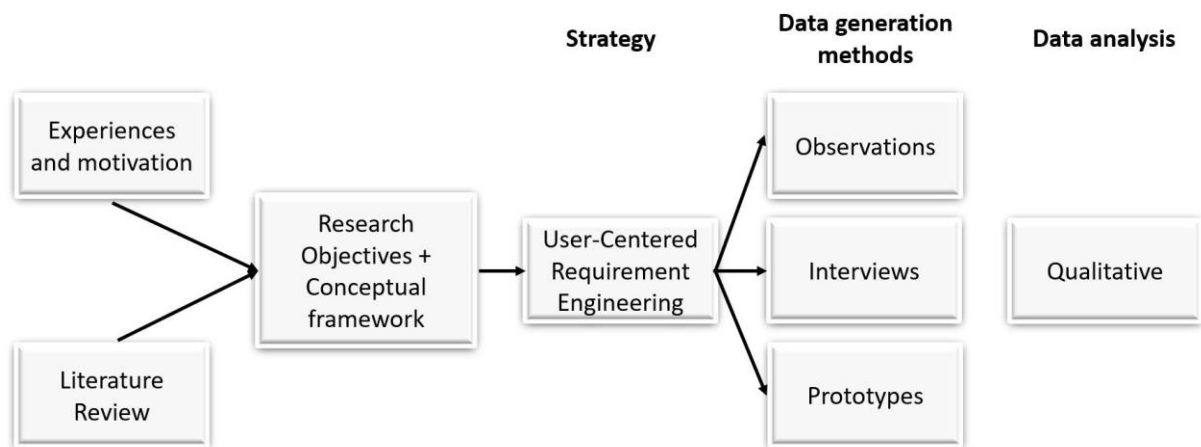 Strategy
Data generation
methods
Data analysis
Experiences
and motivation
Literature
Review
Research
Objectives +
Conceptual
framework
User-Centered
Requirement
Engineering
Observations
Interviews
Prototypes
Qualitative